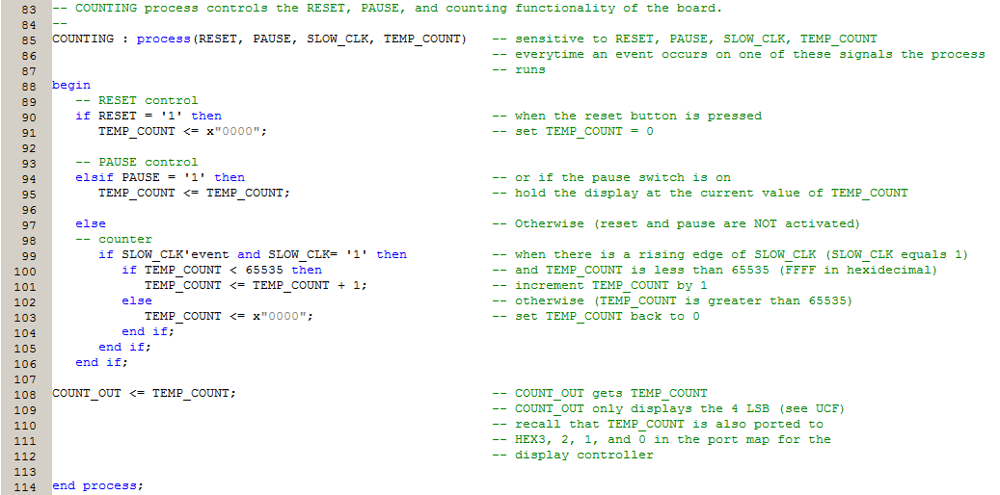 83 -- COUNTING process controls the RESET, PAUSE, and counting functionality of the board.
84 --
85 COUNTING : process(RESET, PAUSE, SLOW_CLK, TEMP_COUNT) -- sensitive to RESET, PAUSE, SLOW_CLK, TEMP_COUNT
86 -- everytime an event occurs on one of these signals the process
87 -- runs
88 begin
89 -- RESET control
90 if RESET = '1' then -- when the reset button is pressed
91 TEMP_COUNT <= x"0000"; -- set TEMP_COUNT = 0
92
93 -- PAUSE control
94 elsif PAUSE = '1' then -- or if the pause switch is on
95 TEMP_COUNT <= TEMP_COUNT; -- hold the display at the current value of TEMP_COUNT
96
97 else -- Otherwise (reset and pause are NOT activated)
98 -- counter
99 if SLOW_CLK'event and SLOW_CLK= '1' then -- when there is a rising edge of SLOW_CLK (SLOW_CLK equals 1)
100 if TEMP_COUNT < 65535 then -- and TEMP_COUNT is less than 65535 (FFFF in hexidecimal)
101 TEMP_COUNT <= TEMP_COUNT + 1; -- increment TEMP_COUNT by 1
102 else -- otherwise (TEMP_COUNT is greater than 65535)
103 TEMP_COUNT <= x"0000"; -- set TEMP_COUNT back to 0
104 end if;
105 end if;
106 end if;
107
108 COUNT_OUT <= TEMP_COUNT; -- COUNT_OUT gets TEMP_COUNT
109 -- COUNT_OUT only displays the 4 LSB (see UCF)
110 -- recall that TEMP_COUNT is also ported to
111 -- HEX3, 2, 1, and 0 in the port map for the
112 -- display controller
113
114 end process;